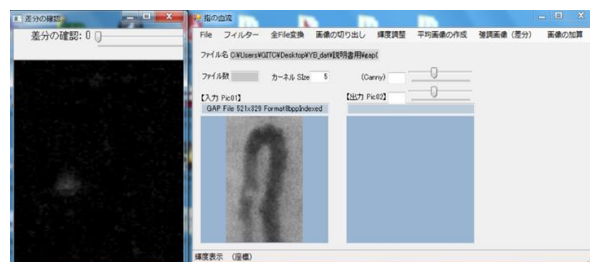 差分の確認
差分の確認: 0
指の血流
File フィルター 全File変換 画像の切り出し 輝度調整 平均画像の作成 強調画像（差分） 画像の加算
ファイル名 C:¥Users¥GITC¥Desktop¥YB_dat¥説明書用¥gap[
ファイル数 カーネル Size 5 (Canny)
【入力 Pic01】 【出力 Pic02】
GAP File 521x329 Format8bppIndexed
輝度表示 （座標）